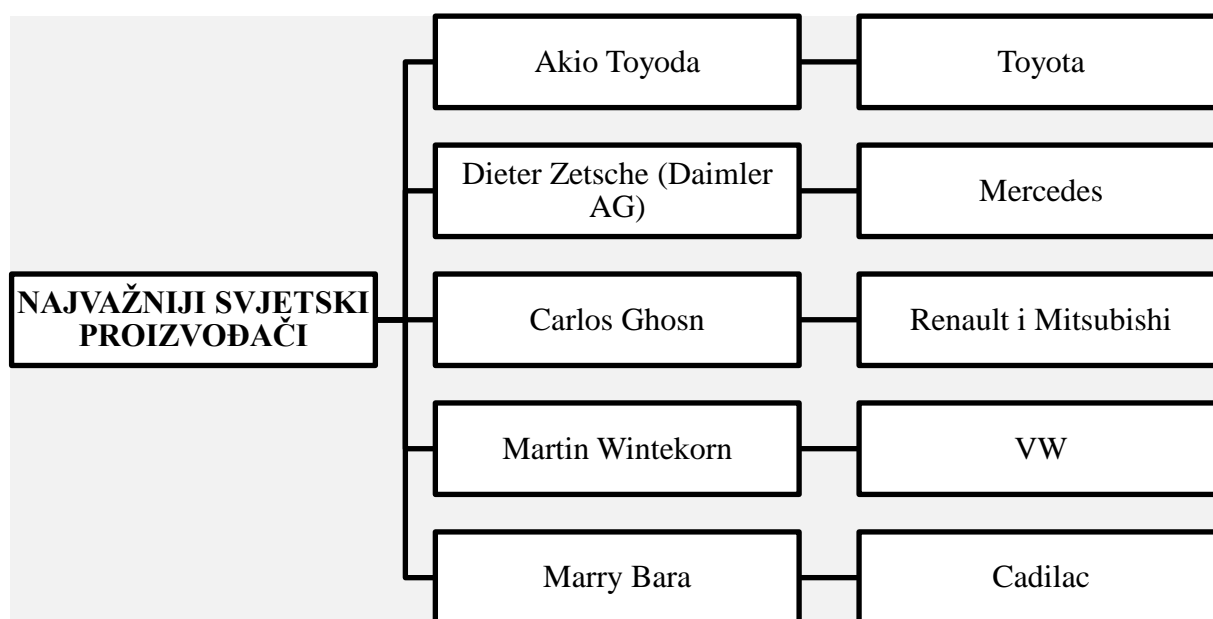 NAJVAŽNIJI SVJETSKI
PROIZVOĐAČI
Akio Toyoda
Toyota
Dieter Zetsche (Daimler
AG)
Mercedes
Carlos Ghosn
Renault i Mitsubishi
Martin Wintekorn
VW
Marry Bara
Cadilac